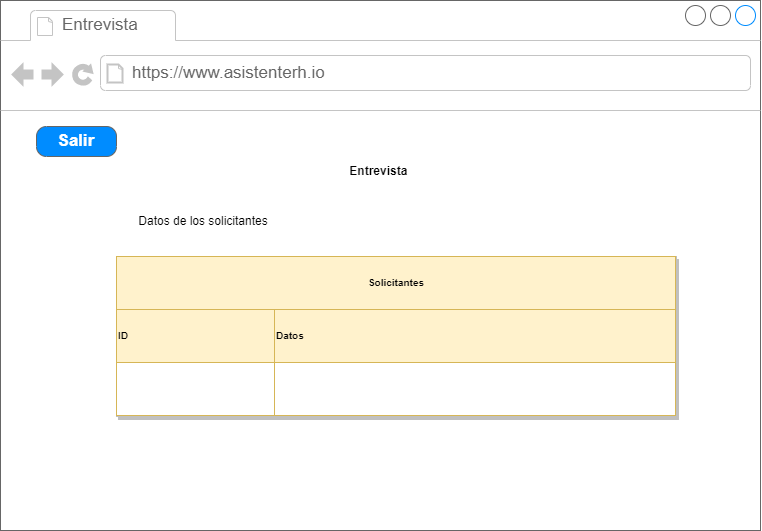 Entrevista
https://www.asistenterh.io
Salir
Entrevista
Datos de los solicitantes
Solicitantes
ID
Datos